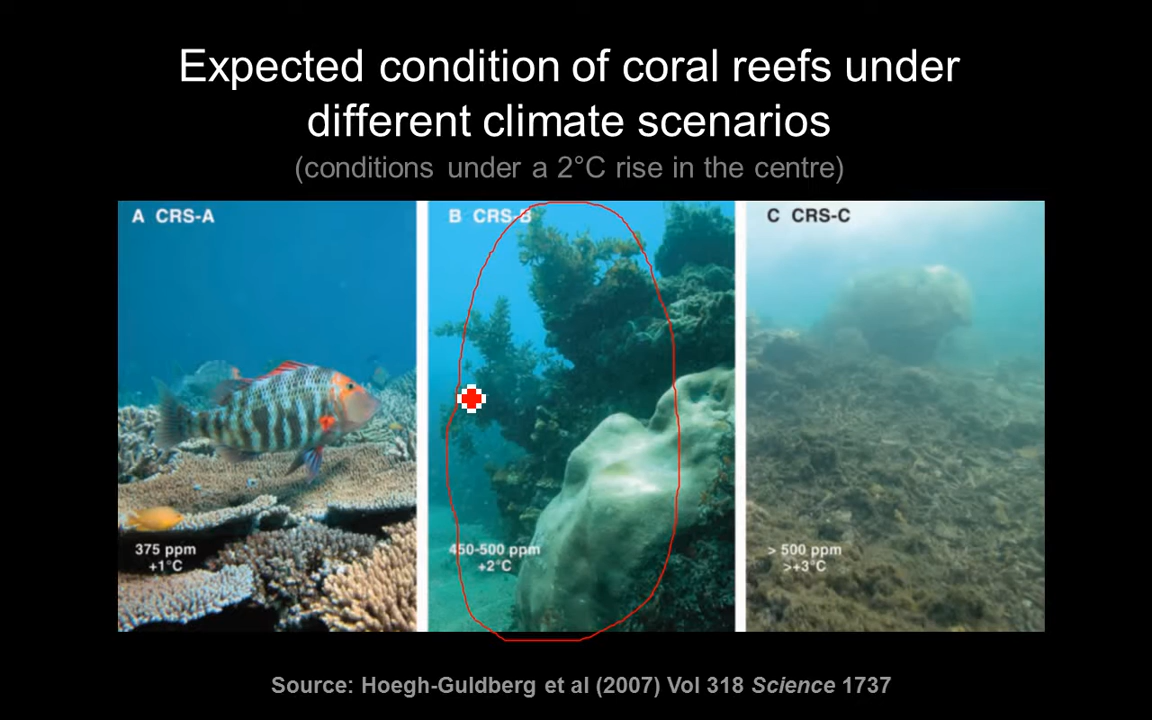 Expected condition of coral reefs under
different climate scenarios
(conditions under a 2°C rise in the centre)
A CRS-A
B CRS-B
C CRS-C
375 ppm
+1°C
450-500 ppm
+2°C
> 500 ppm
>+3°C
Source: Hoegh-Guldberg et al (2007) Vol 318 Science 1737